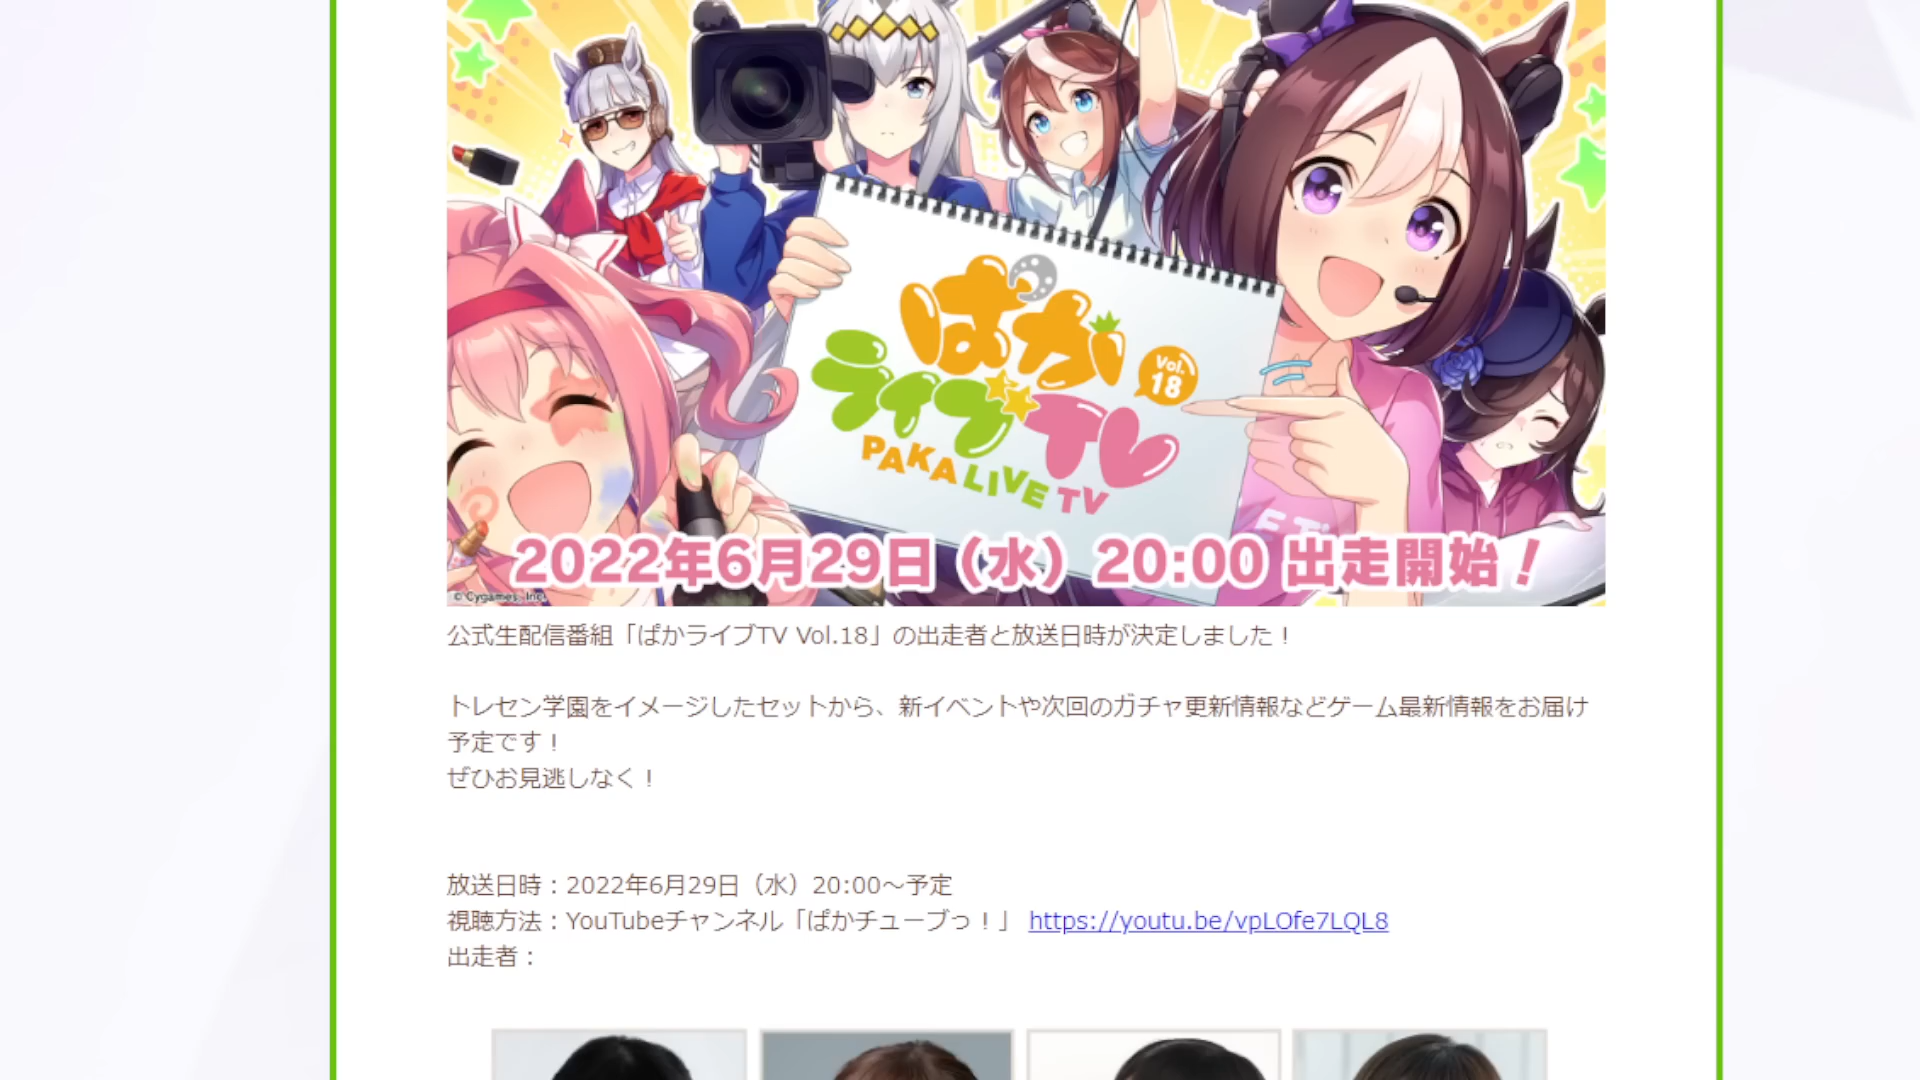 ぱか
ライブTV
Vol.
18
PAKA LIVE TV
2022年6月29日（水）20:00 出走開始！
© Cygames, Inc.
公式生配信番組「ぱかライブTV Vol.18」の出走者と放送日時が決定しました！
トレセン学園をイメージしたセットから、新イベントや次回のガチャ更新情報などゲーム最新情報をお届け
予定です！
ぜひお見逃しなく！
放送日時：2022年6月29日（水）20:00～予定
視聴方法：YouTubeチャンネル「ぱかチューブっ！」 https://youtu.be/vpLOfe7LQL8
出走者：